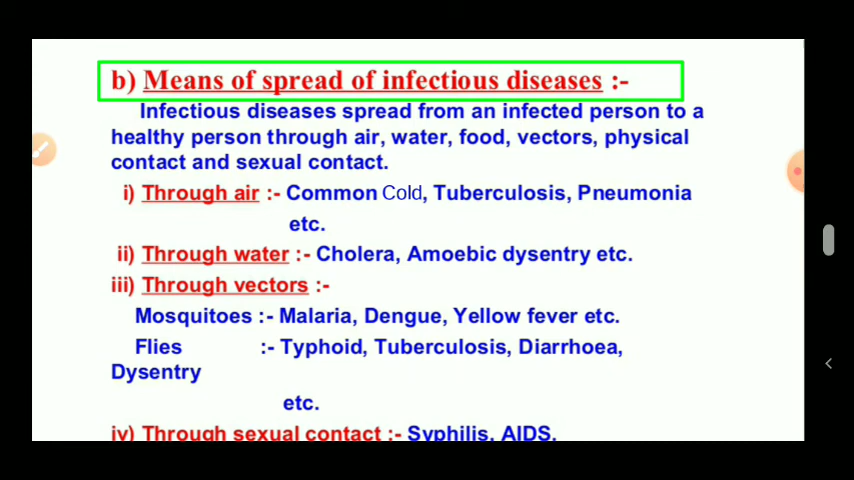 b) Means of spread of infectious diseases :-
Infectious diseases spread from an infected person to a
healthy person through air, water, food, vectors, physical
contact and sexual contact.
i) Through air :- Common Cold, Tuberculosis, Pneumonia
etc.
ii) Through water :- Cholera, Amoebic dysentry etc.
iii) Through vectors :-
Mosquitoes :- Malaria, Dengue, Yellow fever etc.
Flies :- Typhoid, Tuberculosis, Diarrhoea,
Dysentry
etc.
iv) Through sexual contact :- Syphilis, AIDS.